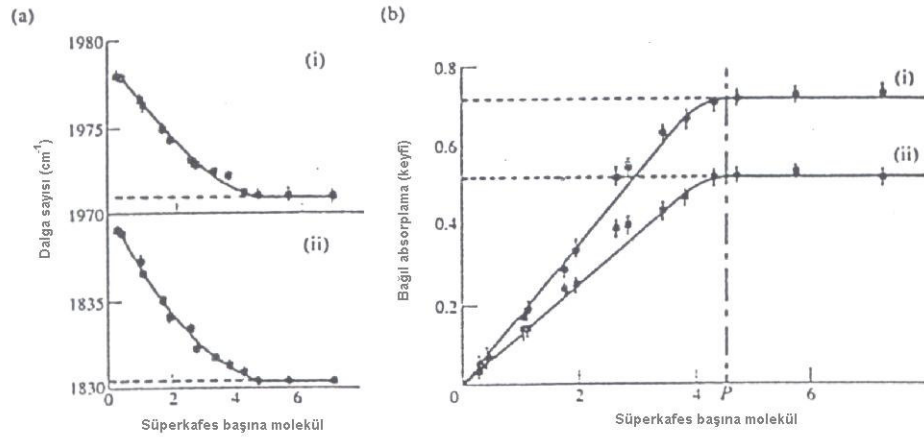 (a)
1980
(i)
1975
1970
(ii)
1835
1830
0
2
4
6
Dalga sayısı (cm⁻¹)
Süperkafes başına molekül
(b)
0.8
(i)
0.6
(ii)
0.4
0.2
0
2
4
P
6
Bağıl absorplama (keyfi)
Süperkafes başına molekül